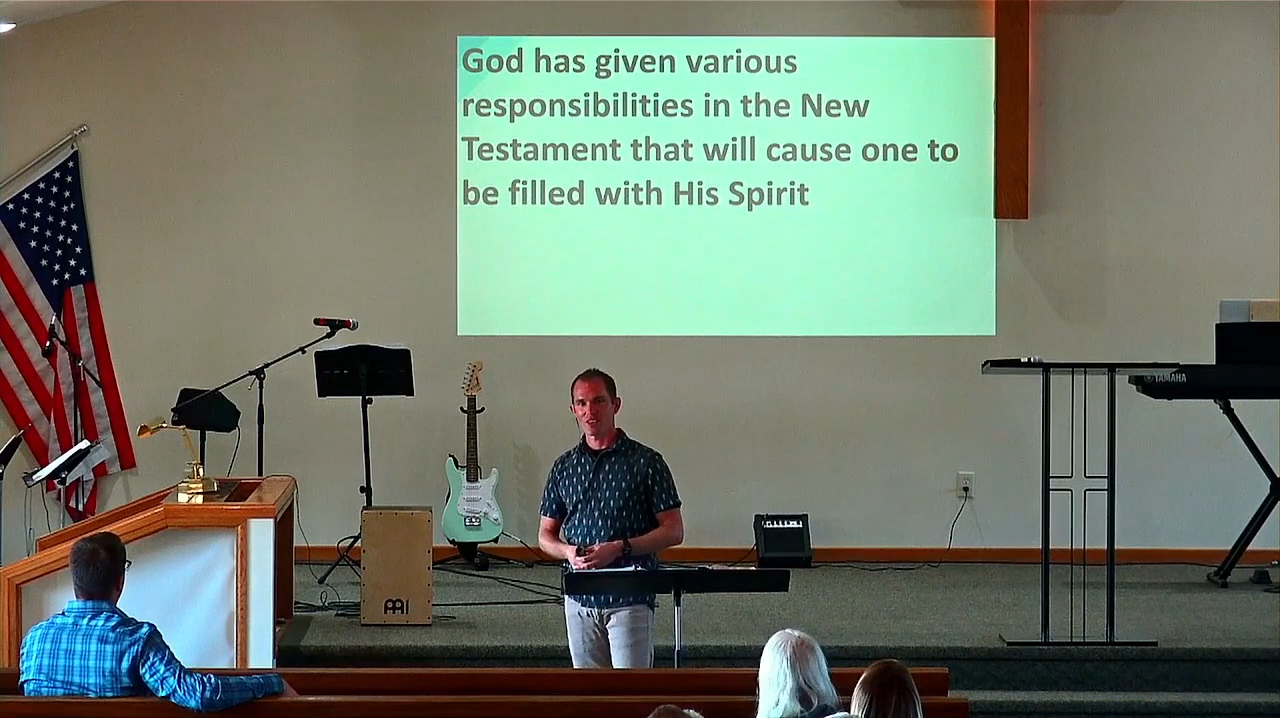 God has given various
responsibilities in the New
Testament that will cause one to
be filled with His Spirit
YAMAHA